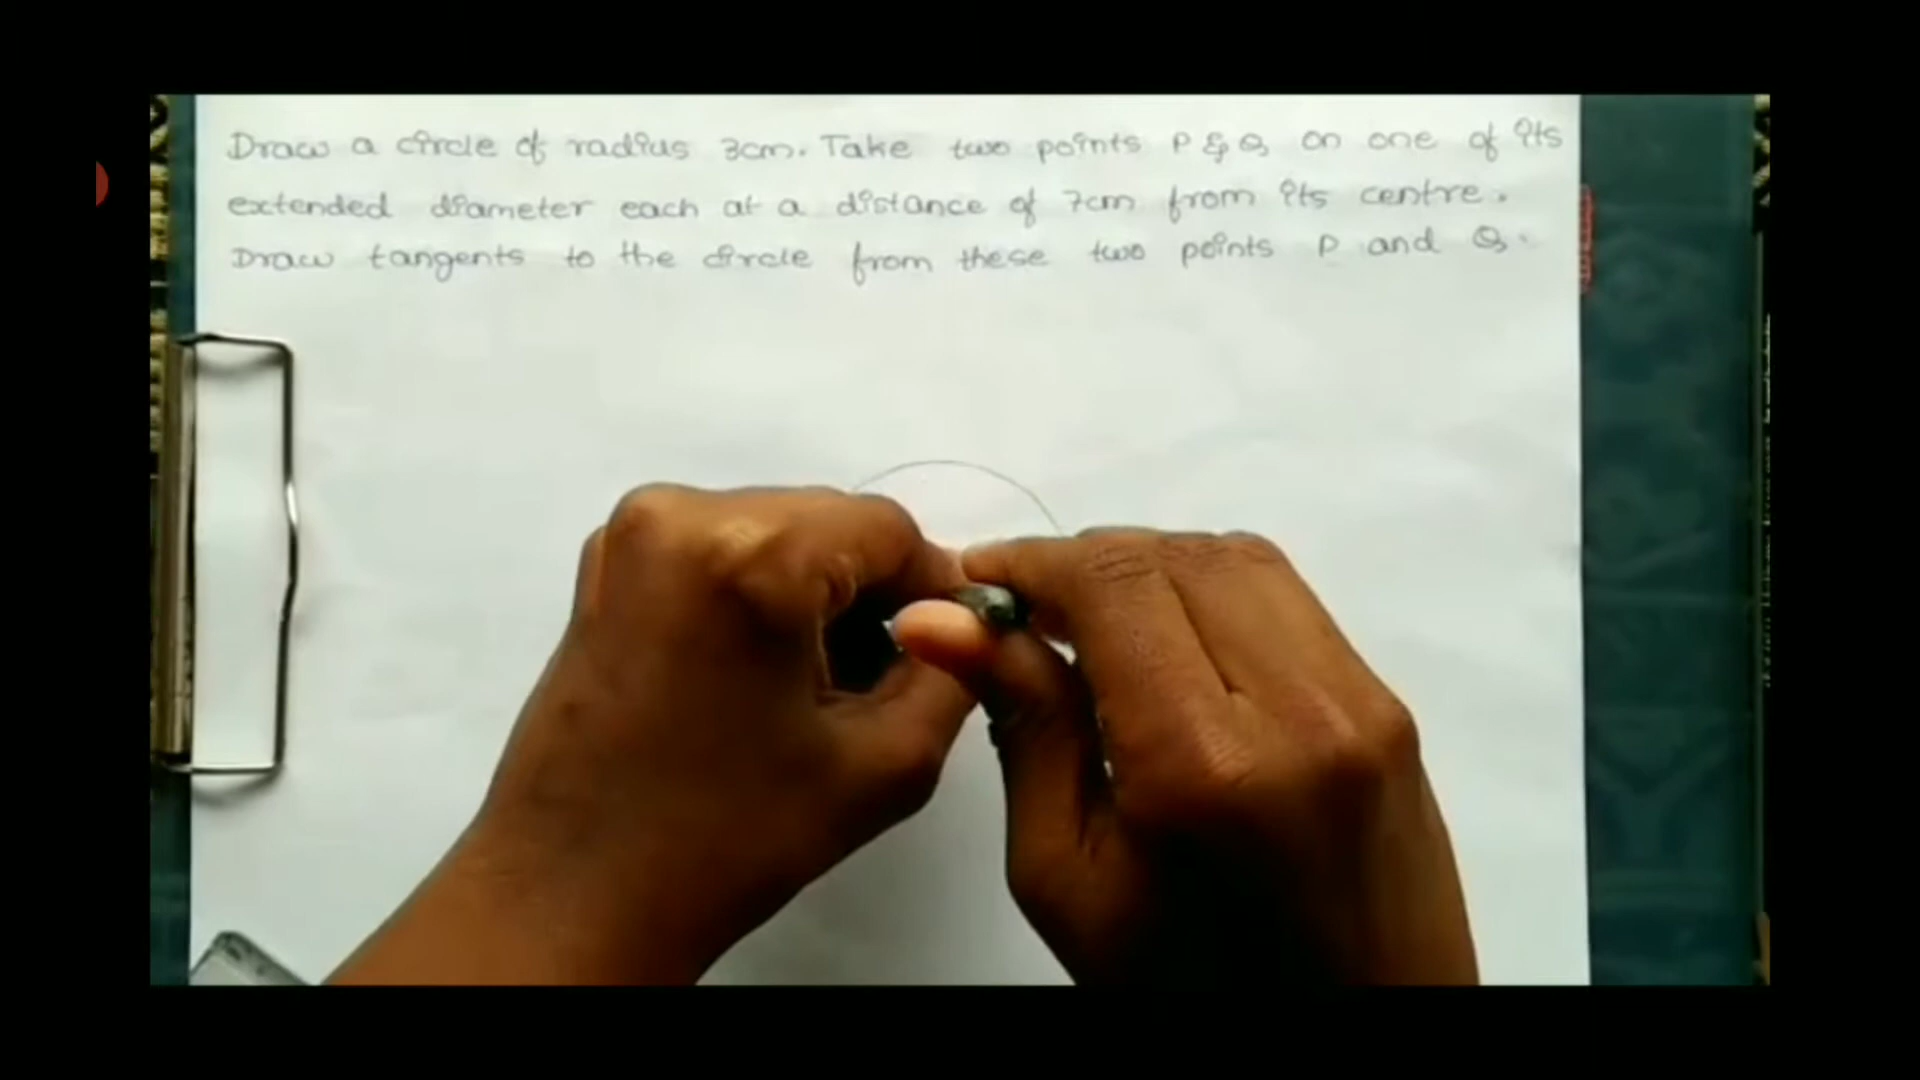 Draw a circle of radius 3cm. Take two points P & Q on one of its
extended diameter each at a distance of 7cm from its centre.
Draw tangents to the circle from these two points P and Q.